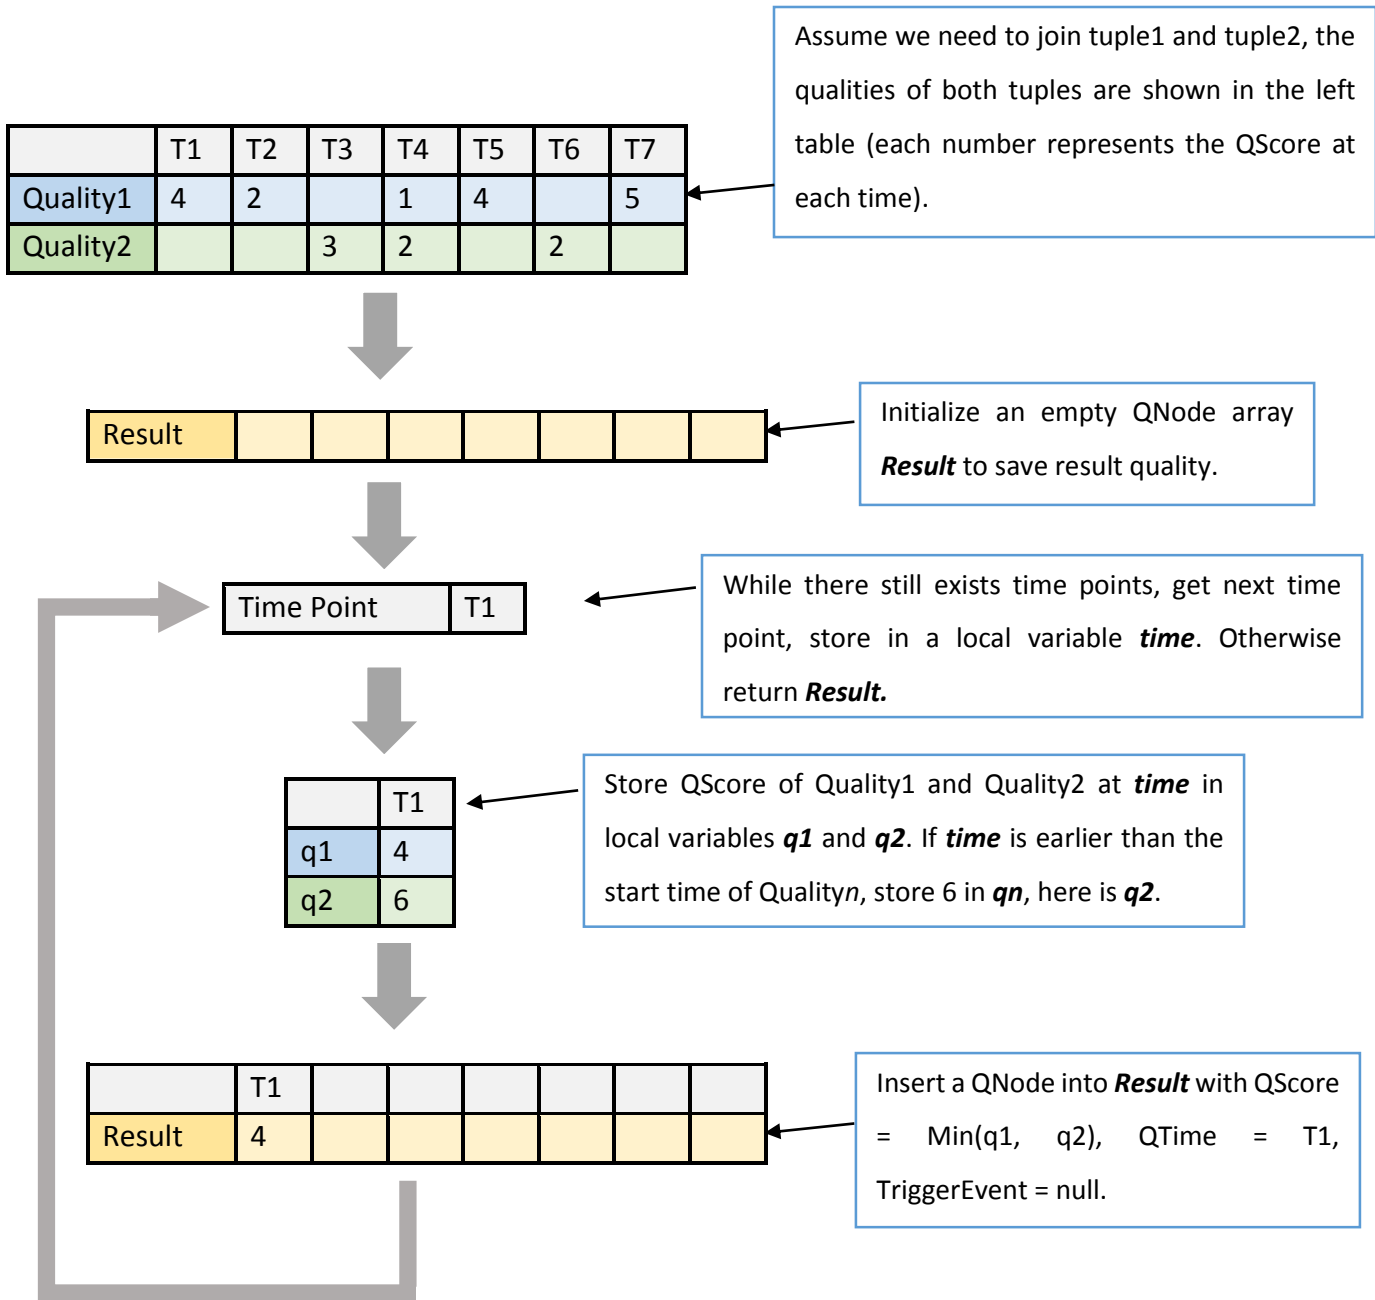 Assume we need to join tuple1 and tuple2, the
qualities of both tuples are shown in the left
table (each number represents the QScore at
each time).
T1 T2 T3 T4 T5 T6 T7
Quality1 4 2 1 4 5
Quality2 3 2 2
Result
Initialize an empty QNode array
Result to save result quality.
Time Point T1
While there still exists time points, get next time
point, store in a local variable time. Otherwise
return Result.
T1
q1 4
q2 6
Store QScore of Quality1 and Quality2 at time in
local variables q1 and q2. If time is earlier than the
start time of Qualityn, store 6 in qn, here is q2.
T1
Result 4
Insert a QNode into Result with QScore
= Min(q1, q2), QTime = T1,
TriggerEvent = null.